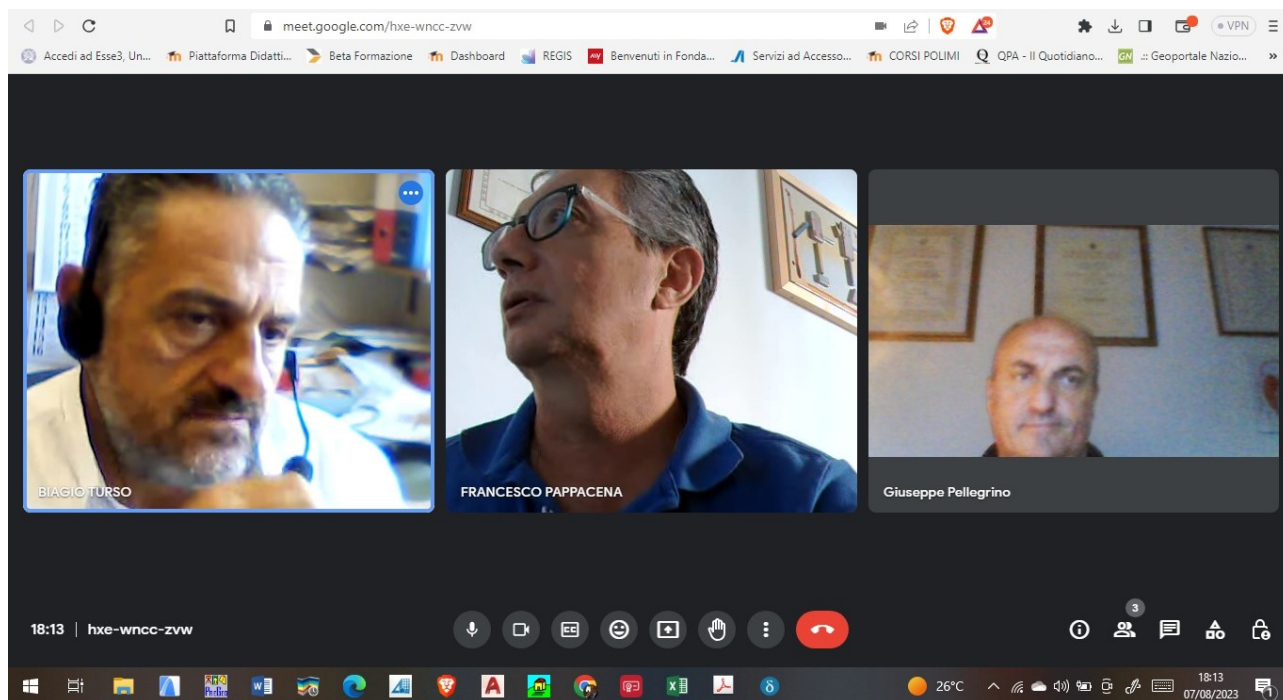 meet.google.com/hxe-wncc-zvw
VPN
Accedi ad Esse3, Un... Piattaforma Didatti... Beta Formazione Dashboard REGIS Benvenuti in Fonda... Servizi ad Accesso... CORSI POLIMI QPA - Il Quotidiano... GN .:: Geoportale Nazio... »
BIAGIO TURSO
FRANCESCO PAPPACENA
Giuseppe Pellegrino
18:13 | hxe-wncc-zvw
3
26°C
18:13
07/08/2023